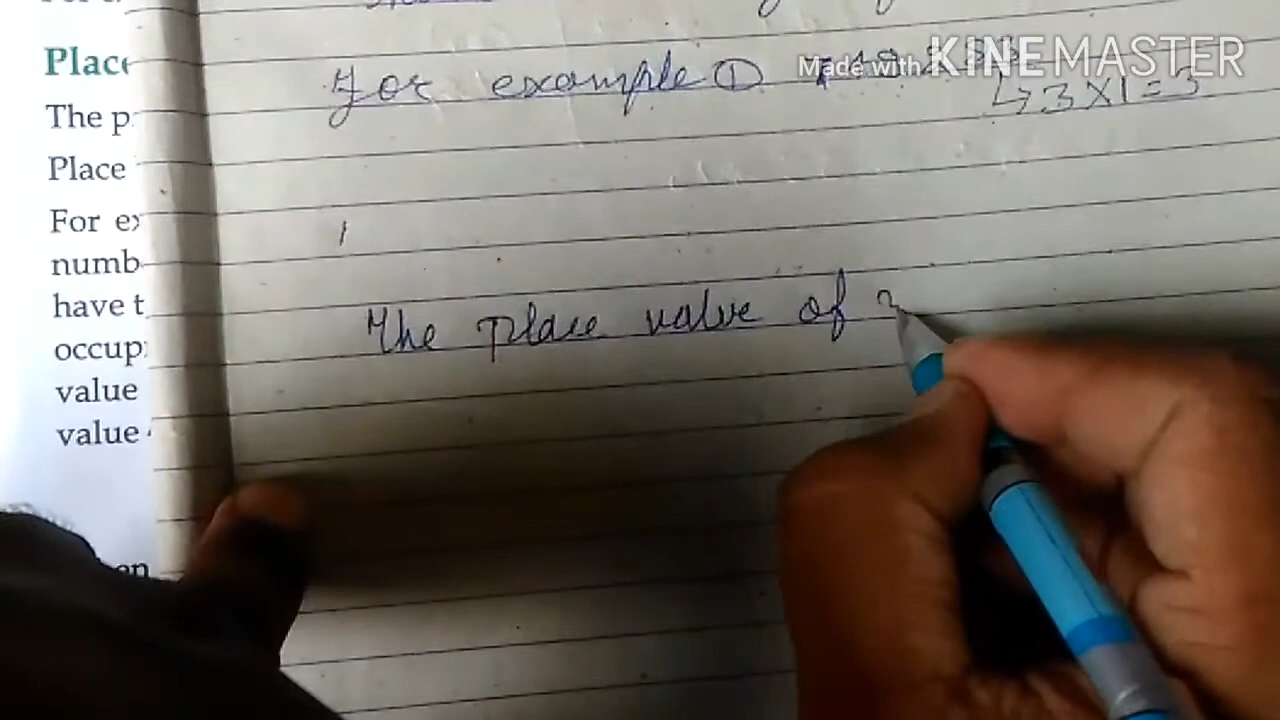 Place
The p
Place
For ex
numb
have t
occup
value
value
For example ①
Made with KINEMASTER
↳ 3 × 1 = 3
The place value of 3